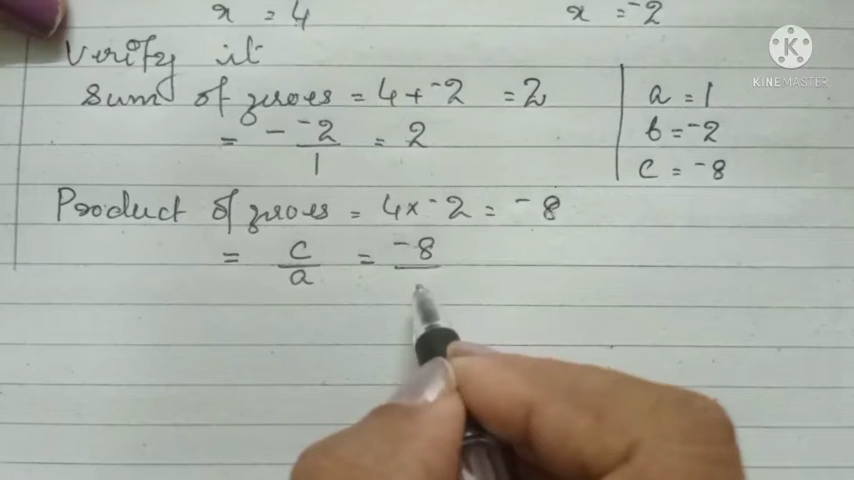 x = 4 x = -2
Verify it
Sum of zeroes = 4 + -2 = 2
= - -2/1 = 2
a = 1
b = -2
c = -8
Product of zeroes = 4 x -2 = -8
= c/a = -8
K
KINEMASTER